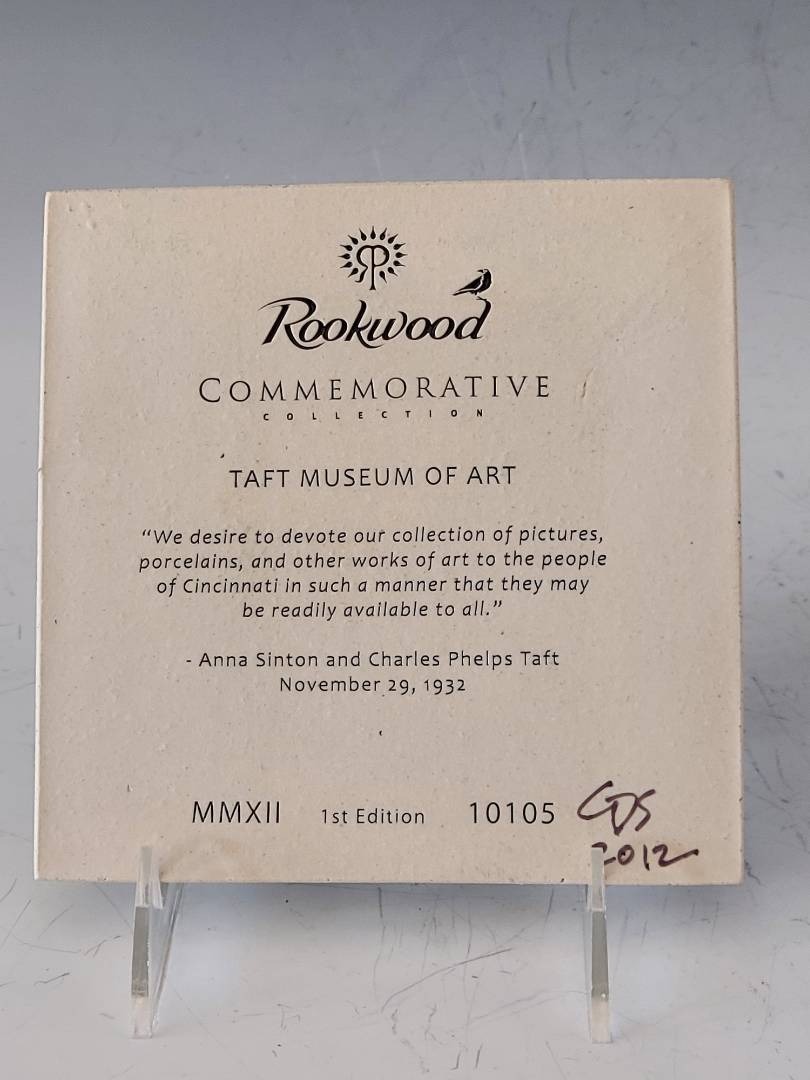 RP
Rookwood
COMMEMORATIVE
COLLECTION
TAFT MUSEUM OF ART
“We desire to devote our collection of pictures,
porcelains, and other works of art to the people
of Cincinnati in such a manner that they may
be readily available to all.”
- Anna Sinton and Charles Phelps Taft
November 29, 1932
MMXII 1st Edition 10105 CDS
2012